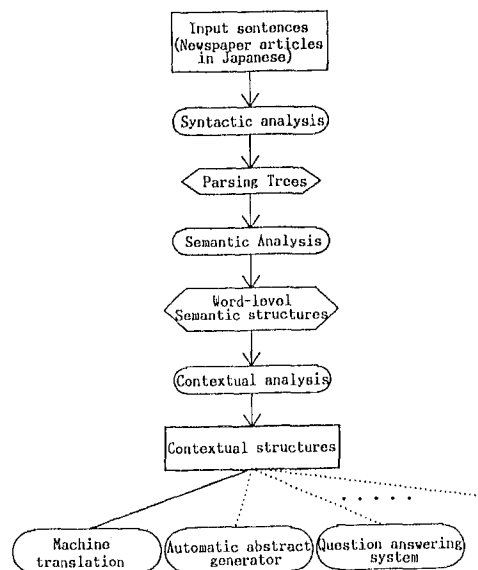 Input sentences
(Newspaper articles
in Japanese)
Syntactic analysis
Parsing Trees
Semantic Analysis
Word-level
Semantic structures
Contextual analysis
Contextual structures
.....
Machine
translation
Automatic abstract
generator
Question answering
system